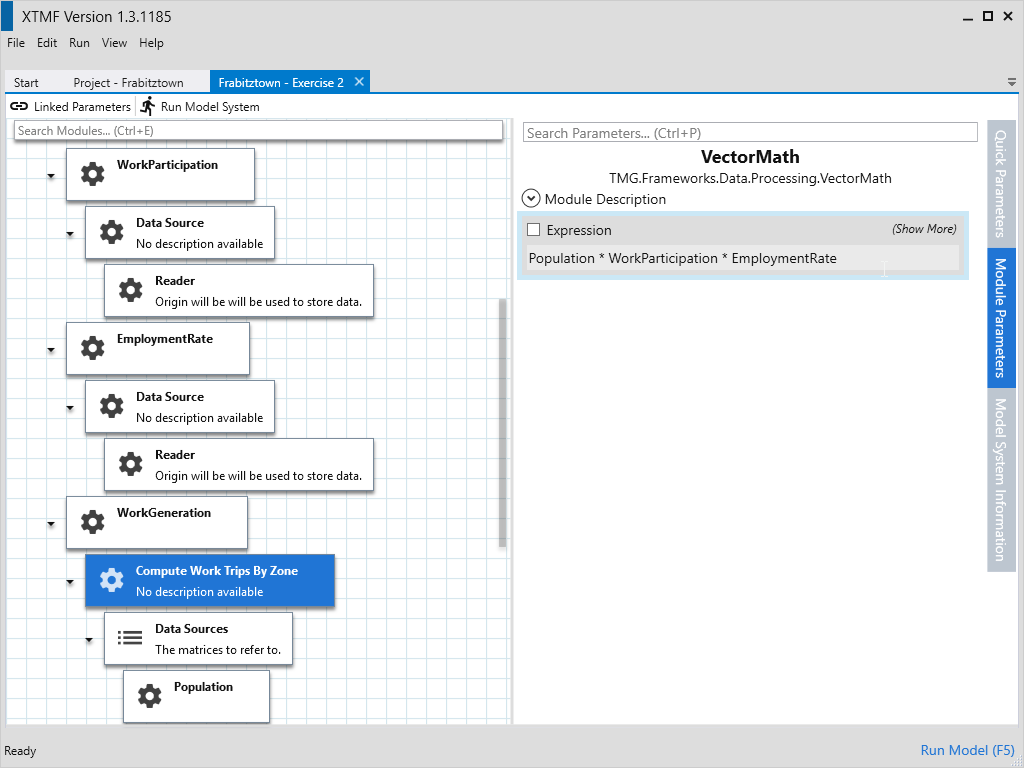 XTMF Version 1.3.1185
File Edit Run View Help
Start Project - Frabitztown Frabitztown - Exercise 2
Linked Parameters Run Model System
Search Modules... (Ctrl+E)
WorkParticipation
Data Source
No description available
Reader
Origin will be will be used to store data.
EmploymentRate
Data Source
No description available
Reader
Origin will be will be used to store data.
WorkGeneration
Compute Work Trips By Zone
No description available
Data Sources
The matrices to refer to.
Population
Search Parameters... (Ctrl+P)
VectorMath
TMG.Frameworks.Data.Processing.VectorMath
Module Description
Expression (Show More)
Population * WorkParticipation * EmploymentRate
Quick Parameters
Module Parameters
Model System Information
Ready
Run Model (F5)